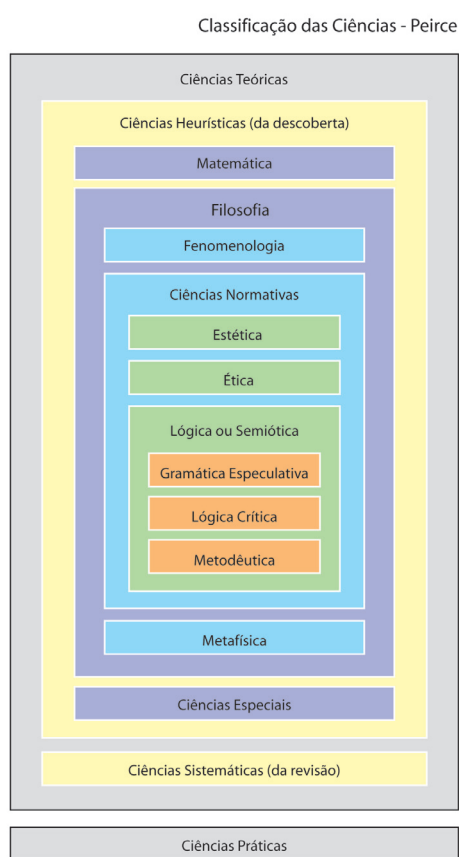 Classificação das Ciências - Peirce
Ciências Teóricas
Ciências Heurísticas (da descoberta)
Matemática
Filosofia
Fenomenologia
Ciências Normativas
Estética
Ética
Lógica ou Semiótica
Gramática Especulativa
Lógica Crítica
Metodêutica
Metafísica
Ciências Especiais
Ciências Sistemáticas (da revisão)
Ciências Práticas